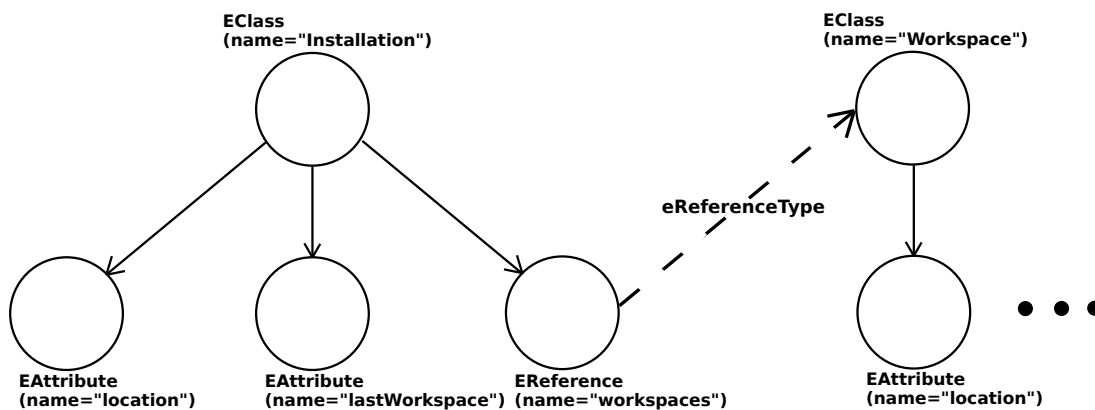 EClass
(name="Installation")
EClass
(name="Workspace")
eReferenceType
EAttribute
(name="location")
EAttribute
(name="lastWorkspace")
EReference
(name="workspaces")
EAttribute
(name="location")